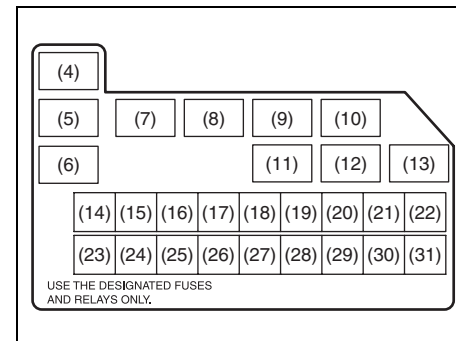 (4)
(5) (7) (8) (9) (10)
(6) (11) (12) (13)
(14) (15) (16) (17) (18) (19) (20) (21) (22)
(23) (24) (25) (26) (27) (28) (29) (30) (31)
USE THE DESIGNATED FUSES
AND RELAYS ONLY.